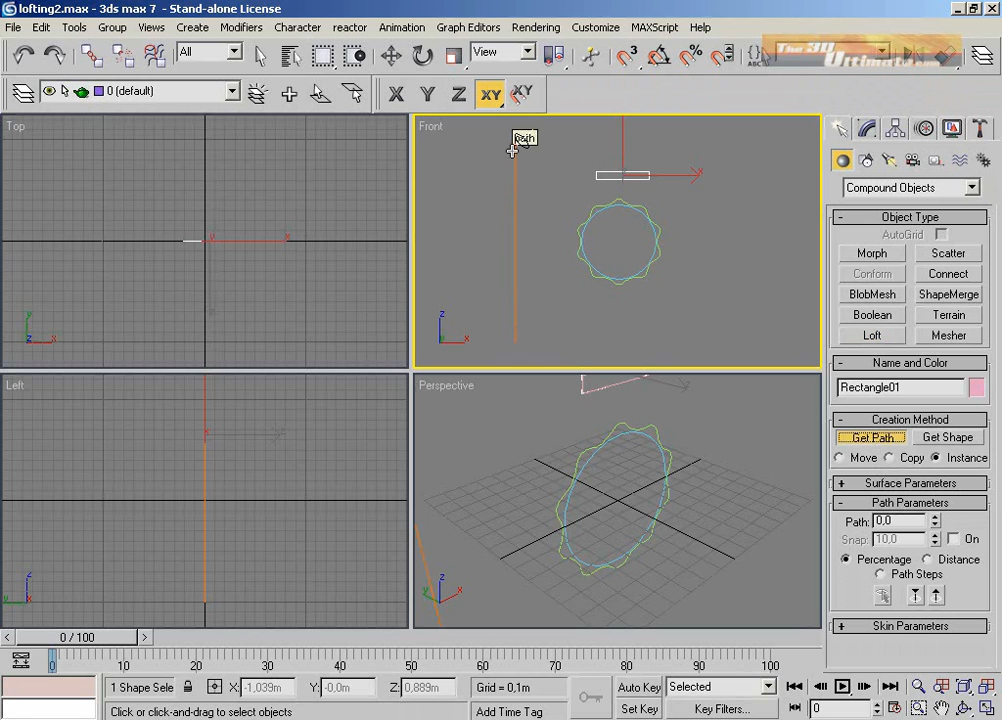 lofting2.max - 3ds max 7 - Stand-alone License
File Edit Tools Group Views Create Modifiers Character reactor Animation Graph Editors Rendering Customize MAXScript Help
All View
The 3D
Ultimate.com
0 (default) X Y Z XY XY
Top
Front
Path
x
y
x
z
x
y
z
x
z
x
Left
Perspective
z
x
z
x
y
Compound Objects
- Object Type
AutoGrid
Morph Scatter
Conform Connect
BlobMesh ShapeMerge
Boolean Terrain
Loft Mesher
- Name and Color
Rectangle01
- Creation Method
Get Path Get Shape
Move Copy Instance
+ Surface Parameters
- Path Parameters
Path: 0,0
Snap: 10,0 On
Percentage Distance
Path Steps
+ Skin Parameters
< 0 / 100 >
0 10 20 30 40 50 60 70 80 90 100
1 Shape Sele X: -1,039m Y: -0,0m Z: 0,889m Grid = 0,1m Auto Key Selected
Click or click-and-drag to select objects Add Time Tag Set Key Key Filters... 0